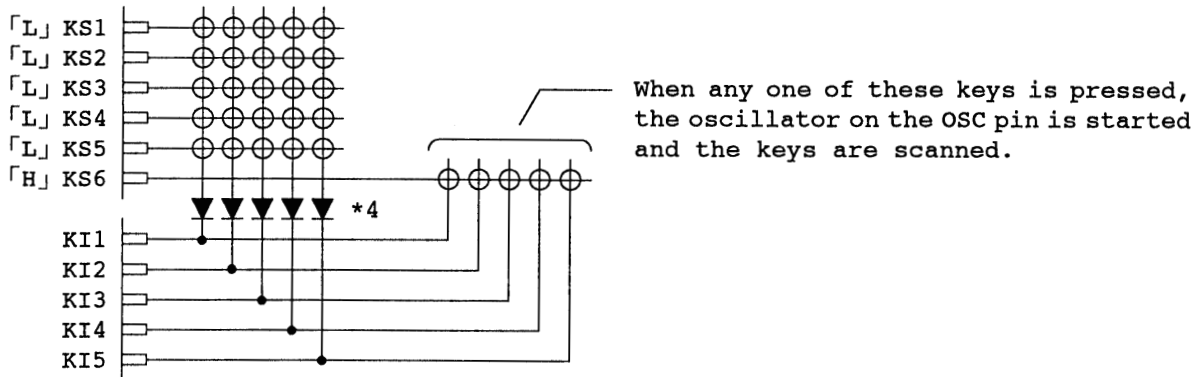 「L」 KS1
「L」 KS2
「L」 KS3
「L」 KS4
「L」 KS5
「H」 KS6
When any one of these keys is pressed,
the oscillator on the OSC pin is started
and the keys are scanned.
*4
KI1
KI2
KI3
KI4
KI5